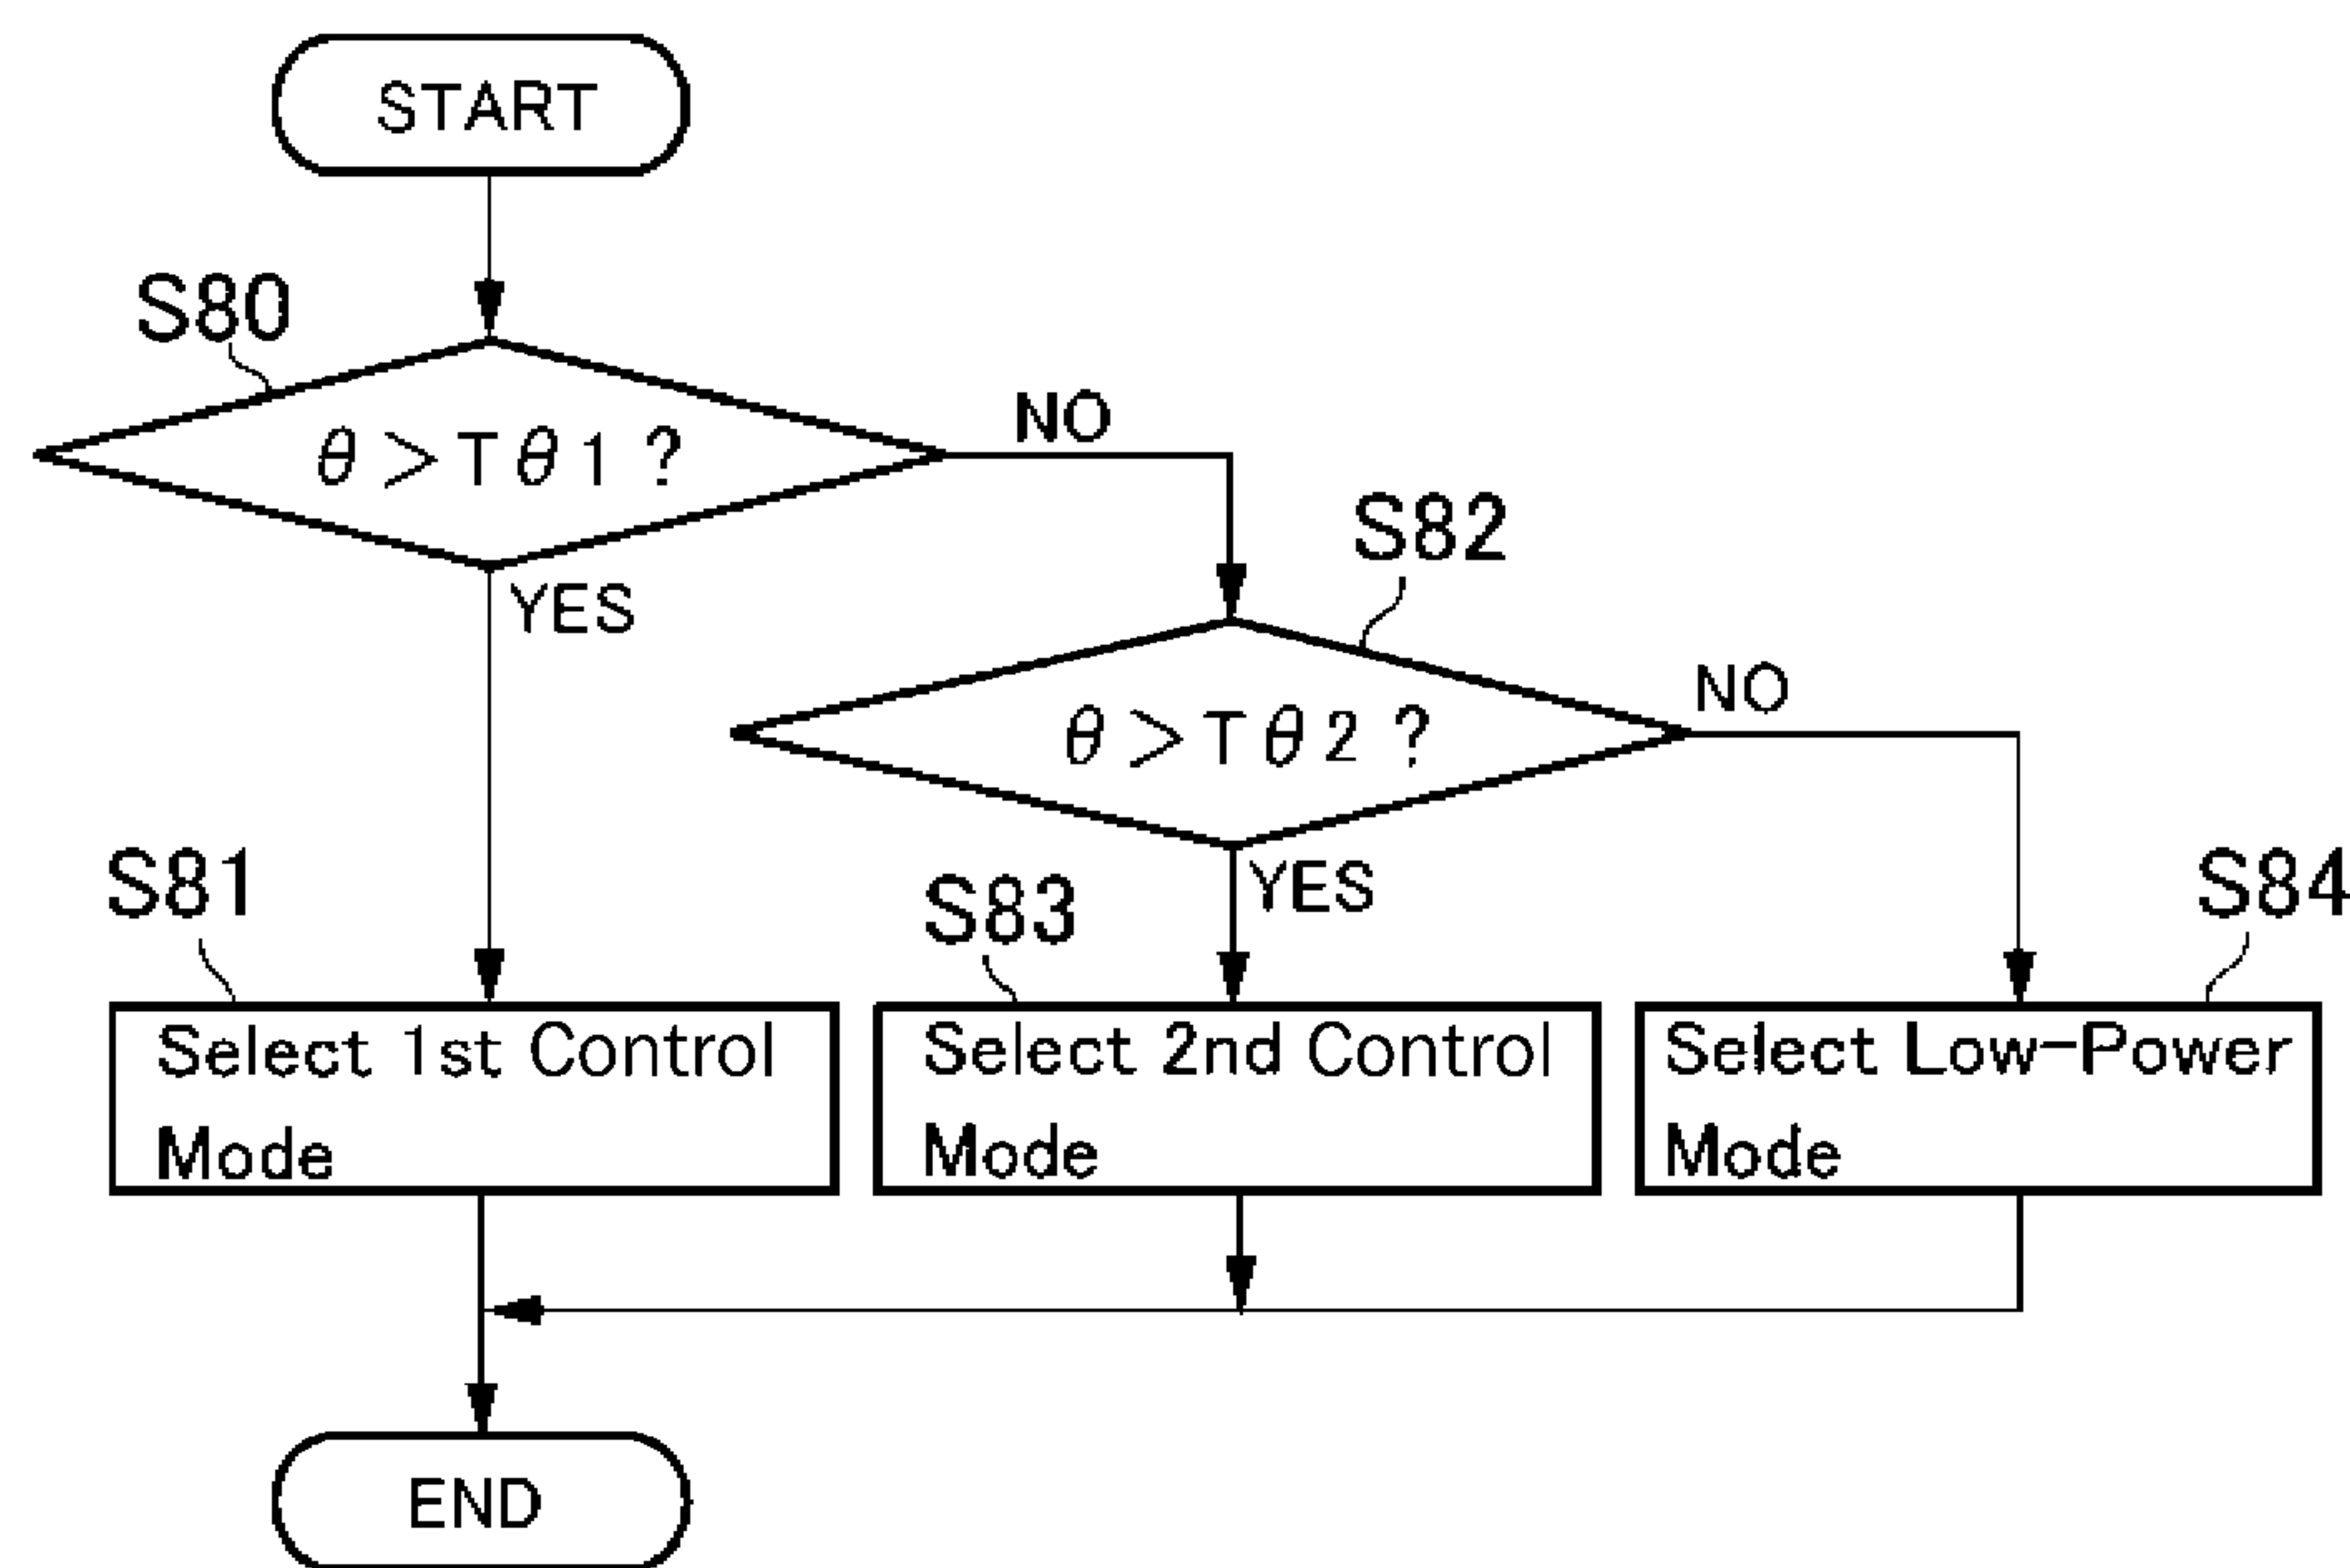 START
S80
θ>Tθ1?
NO
YES
S82
θ>Tθ2?
NO
YES
S81
Select 1st Control
Mode
S83
Select 2nd Control
Mode
S84
Select Low-Power
Mode
END